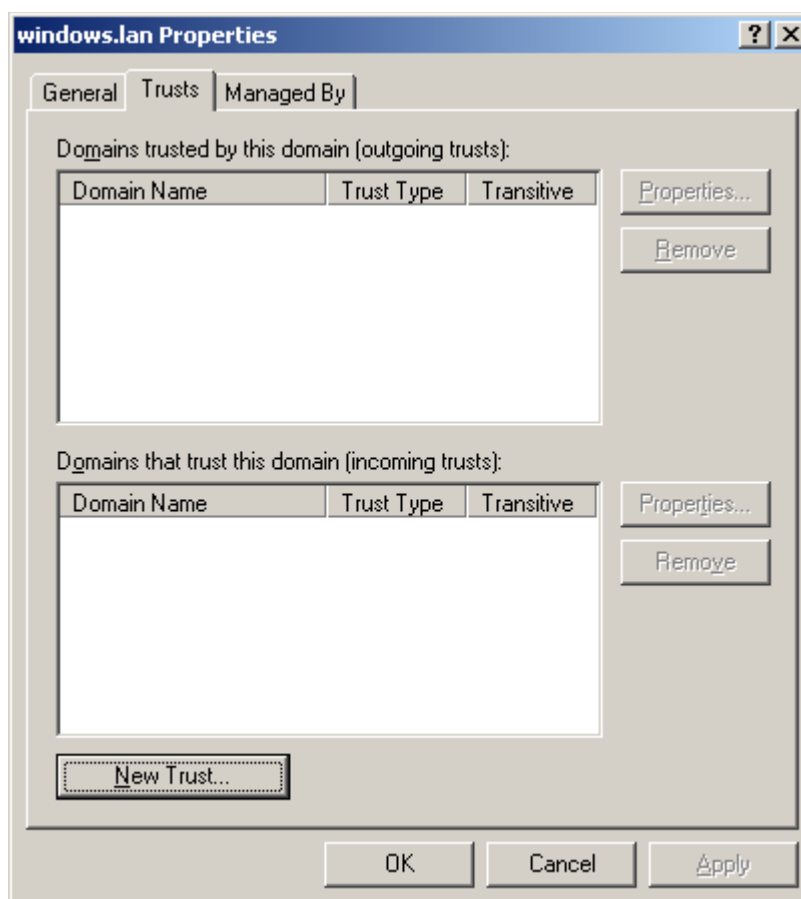 windows.lan Properties
General Trusts Managed By
Domains trusted by this domain (outgoing trusts):
Domain Name Trust Type Transitive
Properties...
Remove
Domains that trust this domain (incoming trusts):
Domain Name Trust Type Transitive
Properties...
Remove
New Trust...
OK Cancel Apply